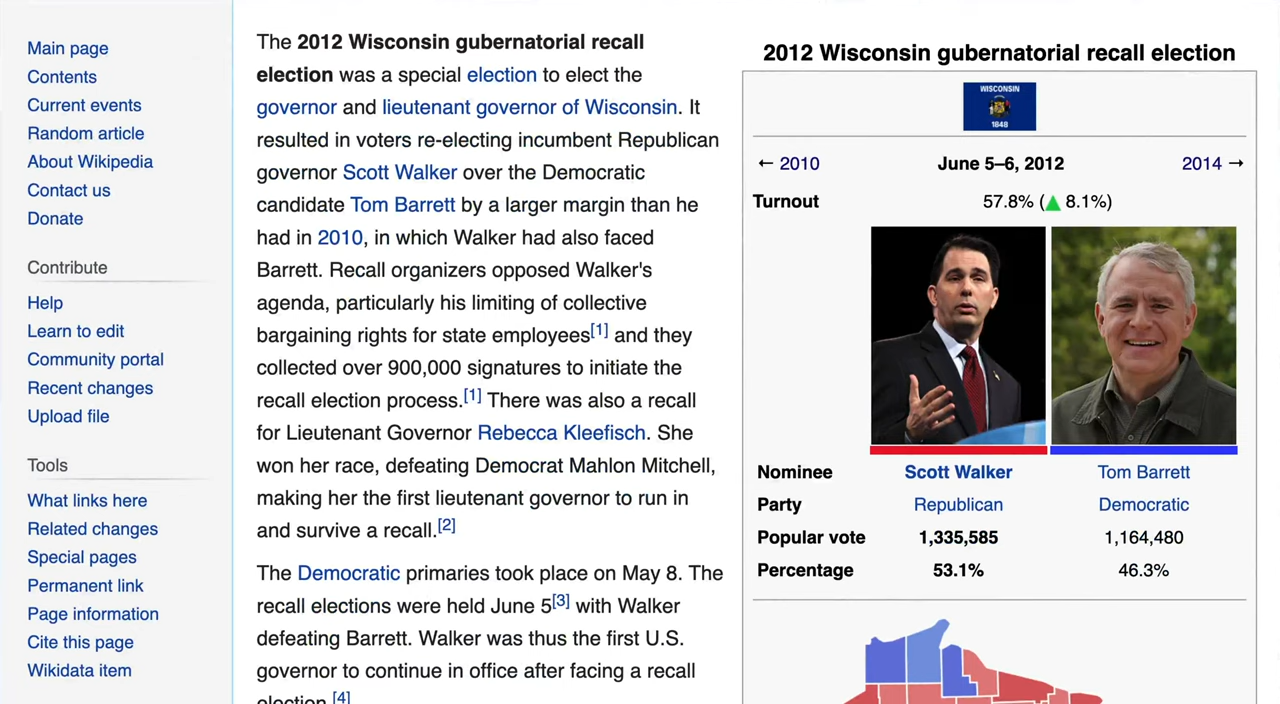 Main page
Contents
Current events
Random article
About Wikipedia
Contact us
Donate
Contribute
Help
Learn to edit
Community portal
Recent changes
Upload file
Tools
What links here
Related changes
Special pages
Permanent link
Page information
Cite this page
Wikidata item
The 2012 Wisconsin gubernatorial recall
election was a special election to elect the
governor and lieutenant governor of Wisconsin. It
resulted in voters re-electing incumbent Republican
governor Scott Walker over the Democratic
candidate Tom Barrett by a larger margin than he
had in 2010, in which Walker had also faced
Barrett. Recall organizers opposed Walker's
agenda, particularly his limiting of collective
bargaining rights for state employees[1] and they
collected over 900,000 signatures to initiate the
recall election process.[1] There was also a recall
for Lieutenant Governor Rebecca Kleefisch. She
won her race, defeating Democrat Mahlon Mitchell,
making her the first lieutenant governor to run in
and survive a recall.[2]
The Democratic primaries took place on May 8. The
recall elections were held June 5[3] with Walker
defeating Barrett. Walker was thus the first U.S.
governor to continue in office after facing a recall
election.[4]
2012 Wisconsin gubernatorial recall election
WISCONSIN
1848
← 2010 June 5–6, 2012 2014 →
Turnout 57.8% (▲ 8.1%)
Nominee Scott Walker Tom Barrett
Party Republican Democratic
Popular vote 1,335,585 1,164,480
Percentage 53.1% 46.3%